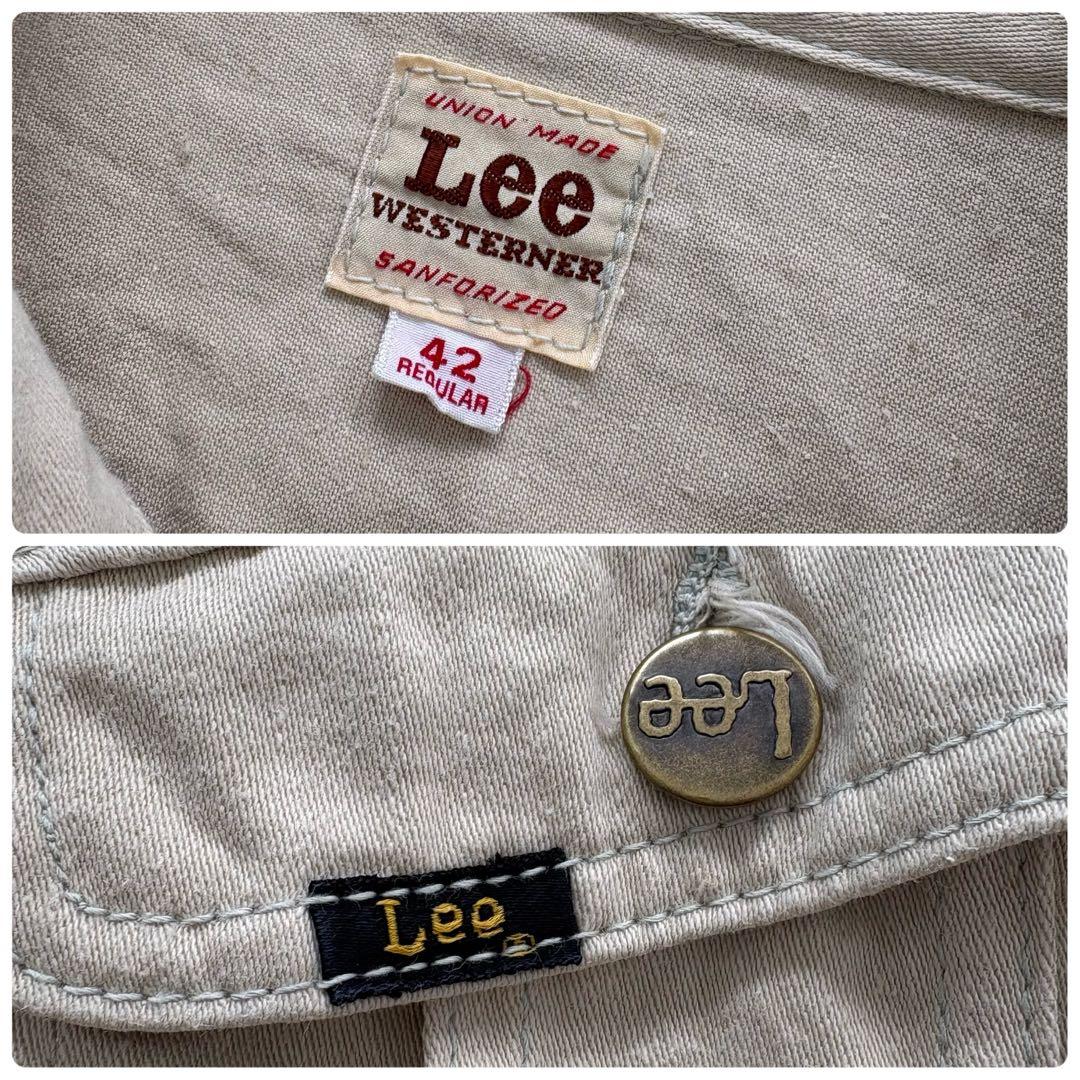 UNION MADE
Lee
WESTERNER
SANFORIZED
42
REGULAR
Lee
Lee®